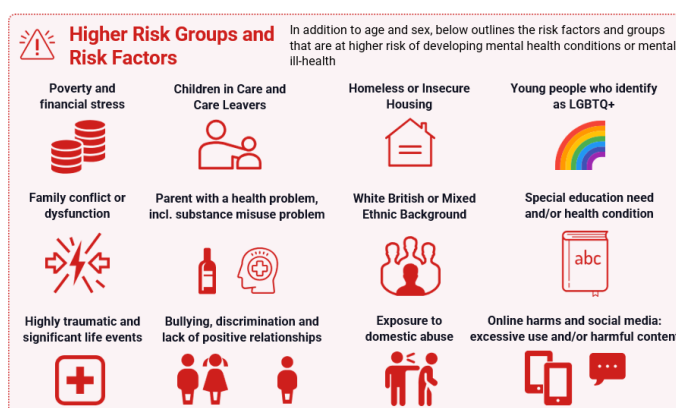 Higher Risk Groups and
Risk Factors
In addition to age and sex, below outlines the risk factors and groups
that are at higher risk of developing mental health conditions or mental
ill-health
Poverty and
financial stress
Children in Care and
Care Leavers
Homeless or Insecure
Housing
Young people who identify
as LGBTQ+
Family conflict or
dysfunction
Parent with a health problem,
incl. substance misuse problem
White British or Mixed
Ethnic Background
Special education need
and/or health condition
abc
Highly traumatic and
significant life events
Bullying, discrimination and
lack of positive relationships
Exposure to
domestic abuse
Online harms and social media:
excessive use and/or harmful content